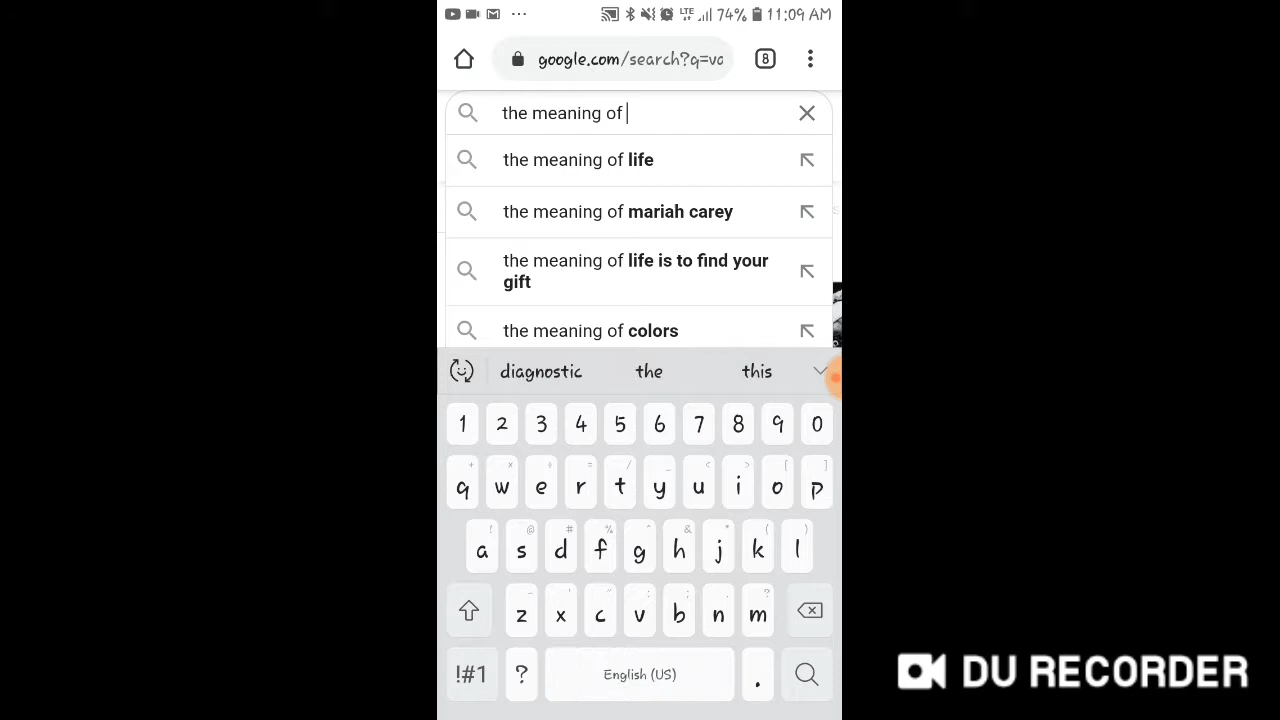 LTE 74% 11:09 AM
google.com/search?q=vo
8
the meaning of
the meaning of life
the meaning of mariah carey
the meaning of life is to find your
gift
the meaning of colors
diagnostic the this
1 2 3 4 5 6 7 8 9 0
+ × ÷ = / _ < > [ ]
q w e r t y u i o p
! @ # % ^ & * ( )
a s d f g h j k l
- ' " : ; , ?
z x c v b n m
!#1 ? English (US) .
DU RECORDER